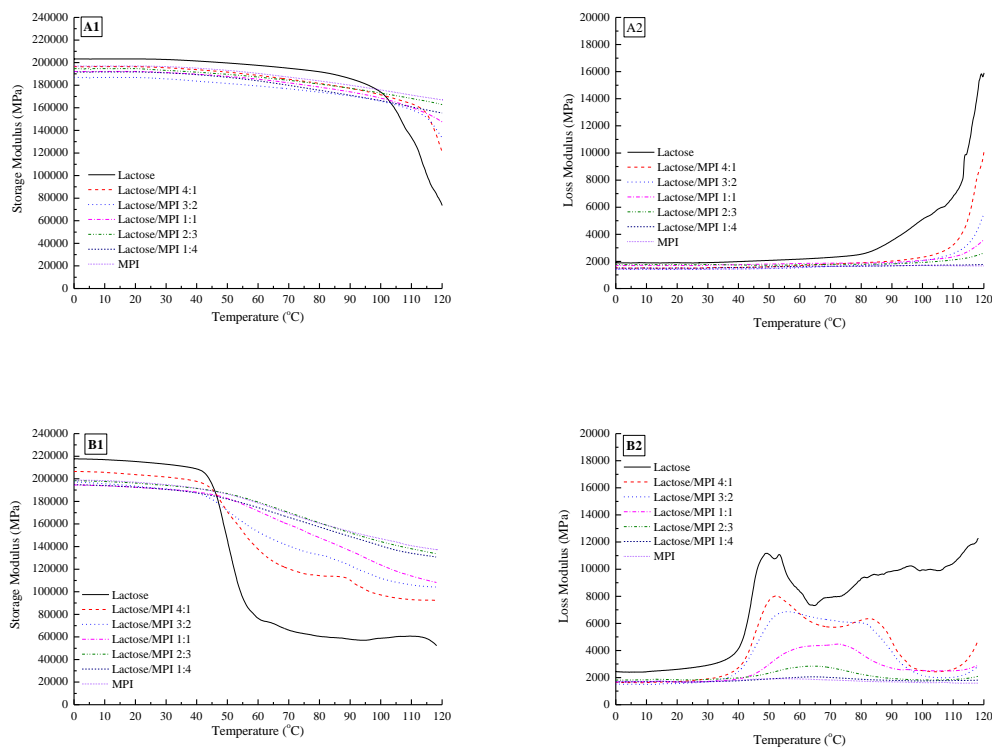 A1
240000
220000
200000
180000
160000
140000
120000
100000
80000
60000
40000
20000
0
Storage Modulus (MPa)
Lactose
Lactose/MPI 4:1
Lactose/MPI 3:2
Lactose/MPI 1:1
Lactose/MPI 2:3
Lactose/MPI 1:4
MPI
0 10 20 30 40 50 60 70 80 90 100 110 120
Temperature (°C)
A2
20000
18000
16000
14000
12000
10000
8000
6000
4000
2000
0
Loss Modulus (MPa)
Lactose
Lactose/MPI 4:1
Lactose/MPI 3:2
Lactose/MPI 1:1
Lactose/MPI 2:3
Lactose/MPI 1:4
MPI
0 10 20 30 40 50 60 70 80 90 100 110 120
Temperature (°C)
B1
240000
220000
200000
180000
160000
140000
120000
100000
80000
60000
40000
20000
0
Storage Modulus (MPa)
Lactose
Lactose/MPI 4:1
Lactose/MPI 3:2
Lactose/MPI 1:1
Lactose/MPI 2:3
Lactose/MPI 1:4
MPI
0 10 20 30 40 50 60 70 80 90 100 110 120
Temperature (°C)
B2
20000
18000
16000
14000
12000
10000
8000
6000
4000
2000
0
Loss Modulus (MPa)
Lactose
Lactose/MPI 4:1
Lactose/MPI 3:2
Lactose/MPI 1:1
Lactose/MPI 2:3
Lactose/MPI 1:4
MPI
0 10 20 30 40 50 60 70 80 90 100 110 120
Temperature (°C)